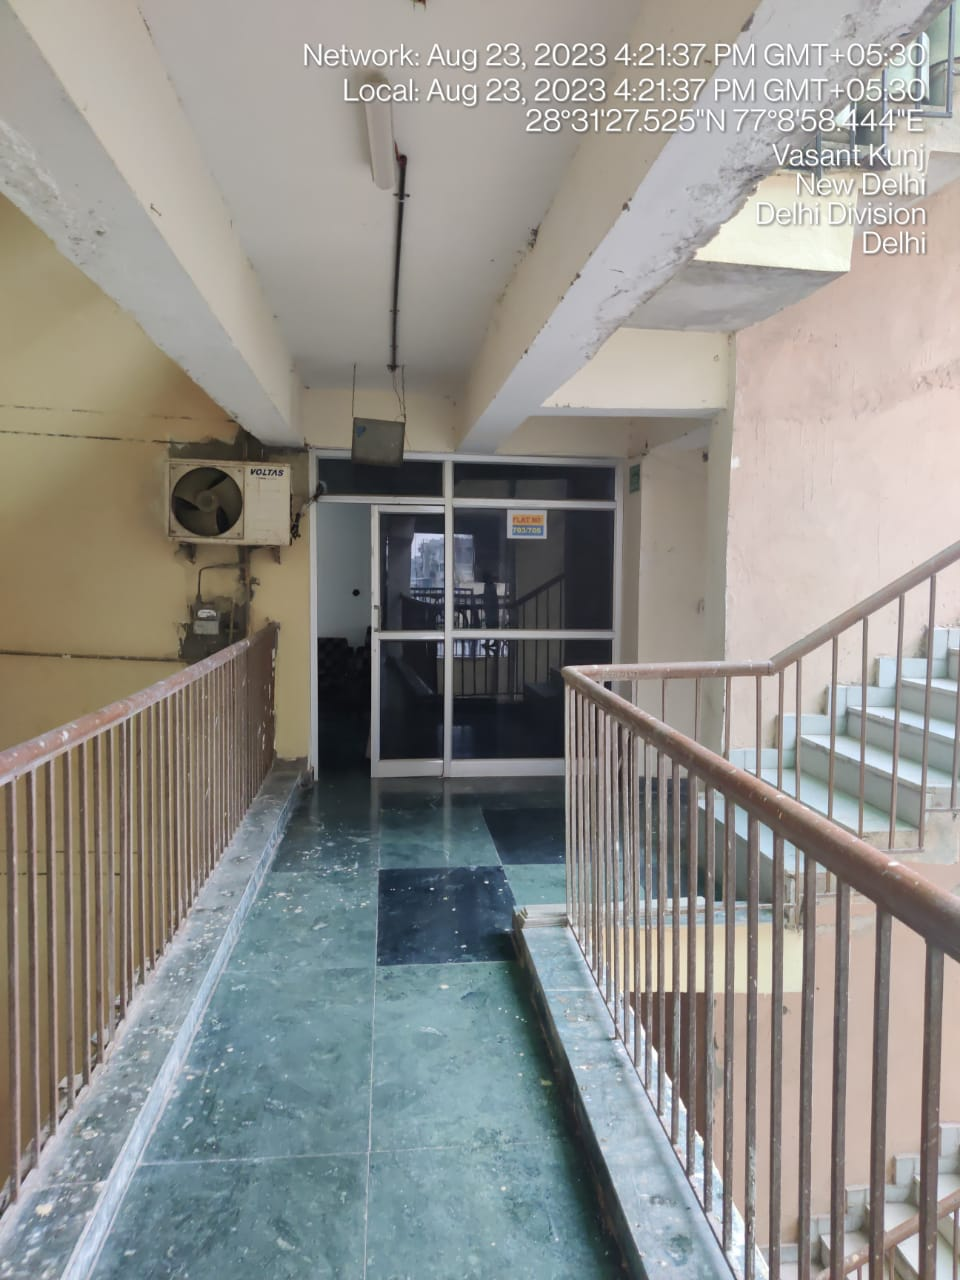 Network: Aug 23, 2023 4:21:37 PM GMT+05:30
Local: Aug 23, 2023 4:21:37 PM GMT+05:30
28°31'27.525"N 77°8'58.444"E
Vasant Kunj
New Delhi
Delhi Division
Delhi
VOLTAS
FLAT NO
703/705